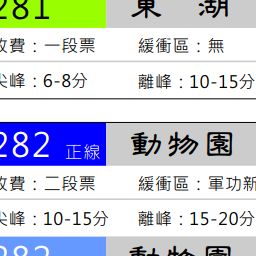 281 東 湖
收費：一段票 緩衝區：無
尖峰：6-8分 離峰：10-15分
282 正線 動物園
收費：二段票 緩衝區：軍功新
尖峰：10-15分 離峰：15-20分
282 動物園